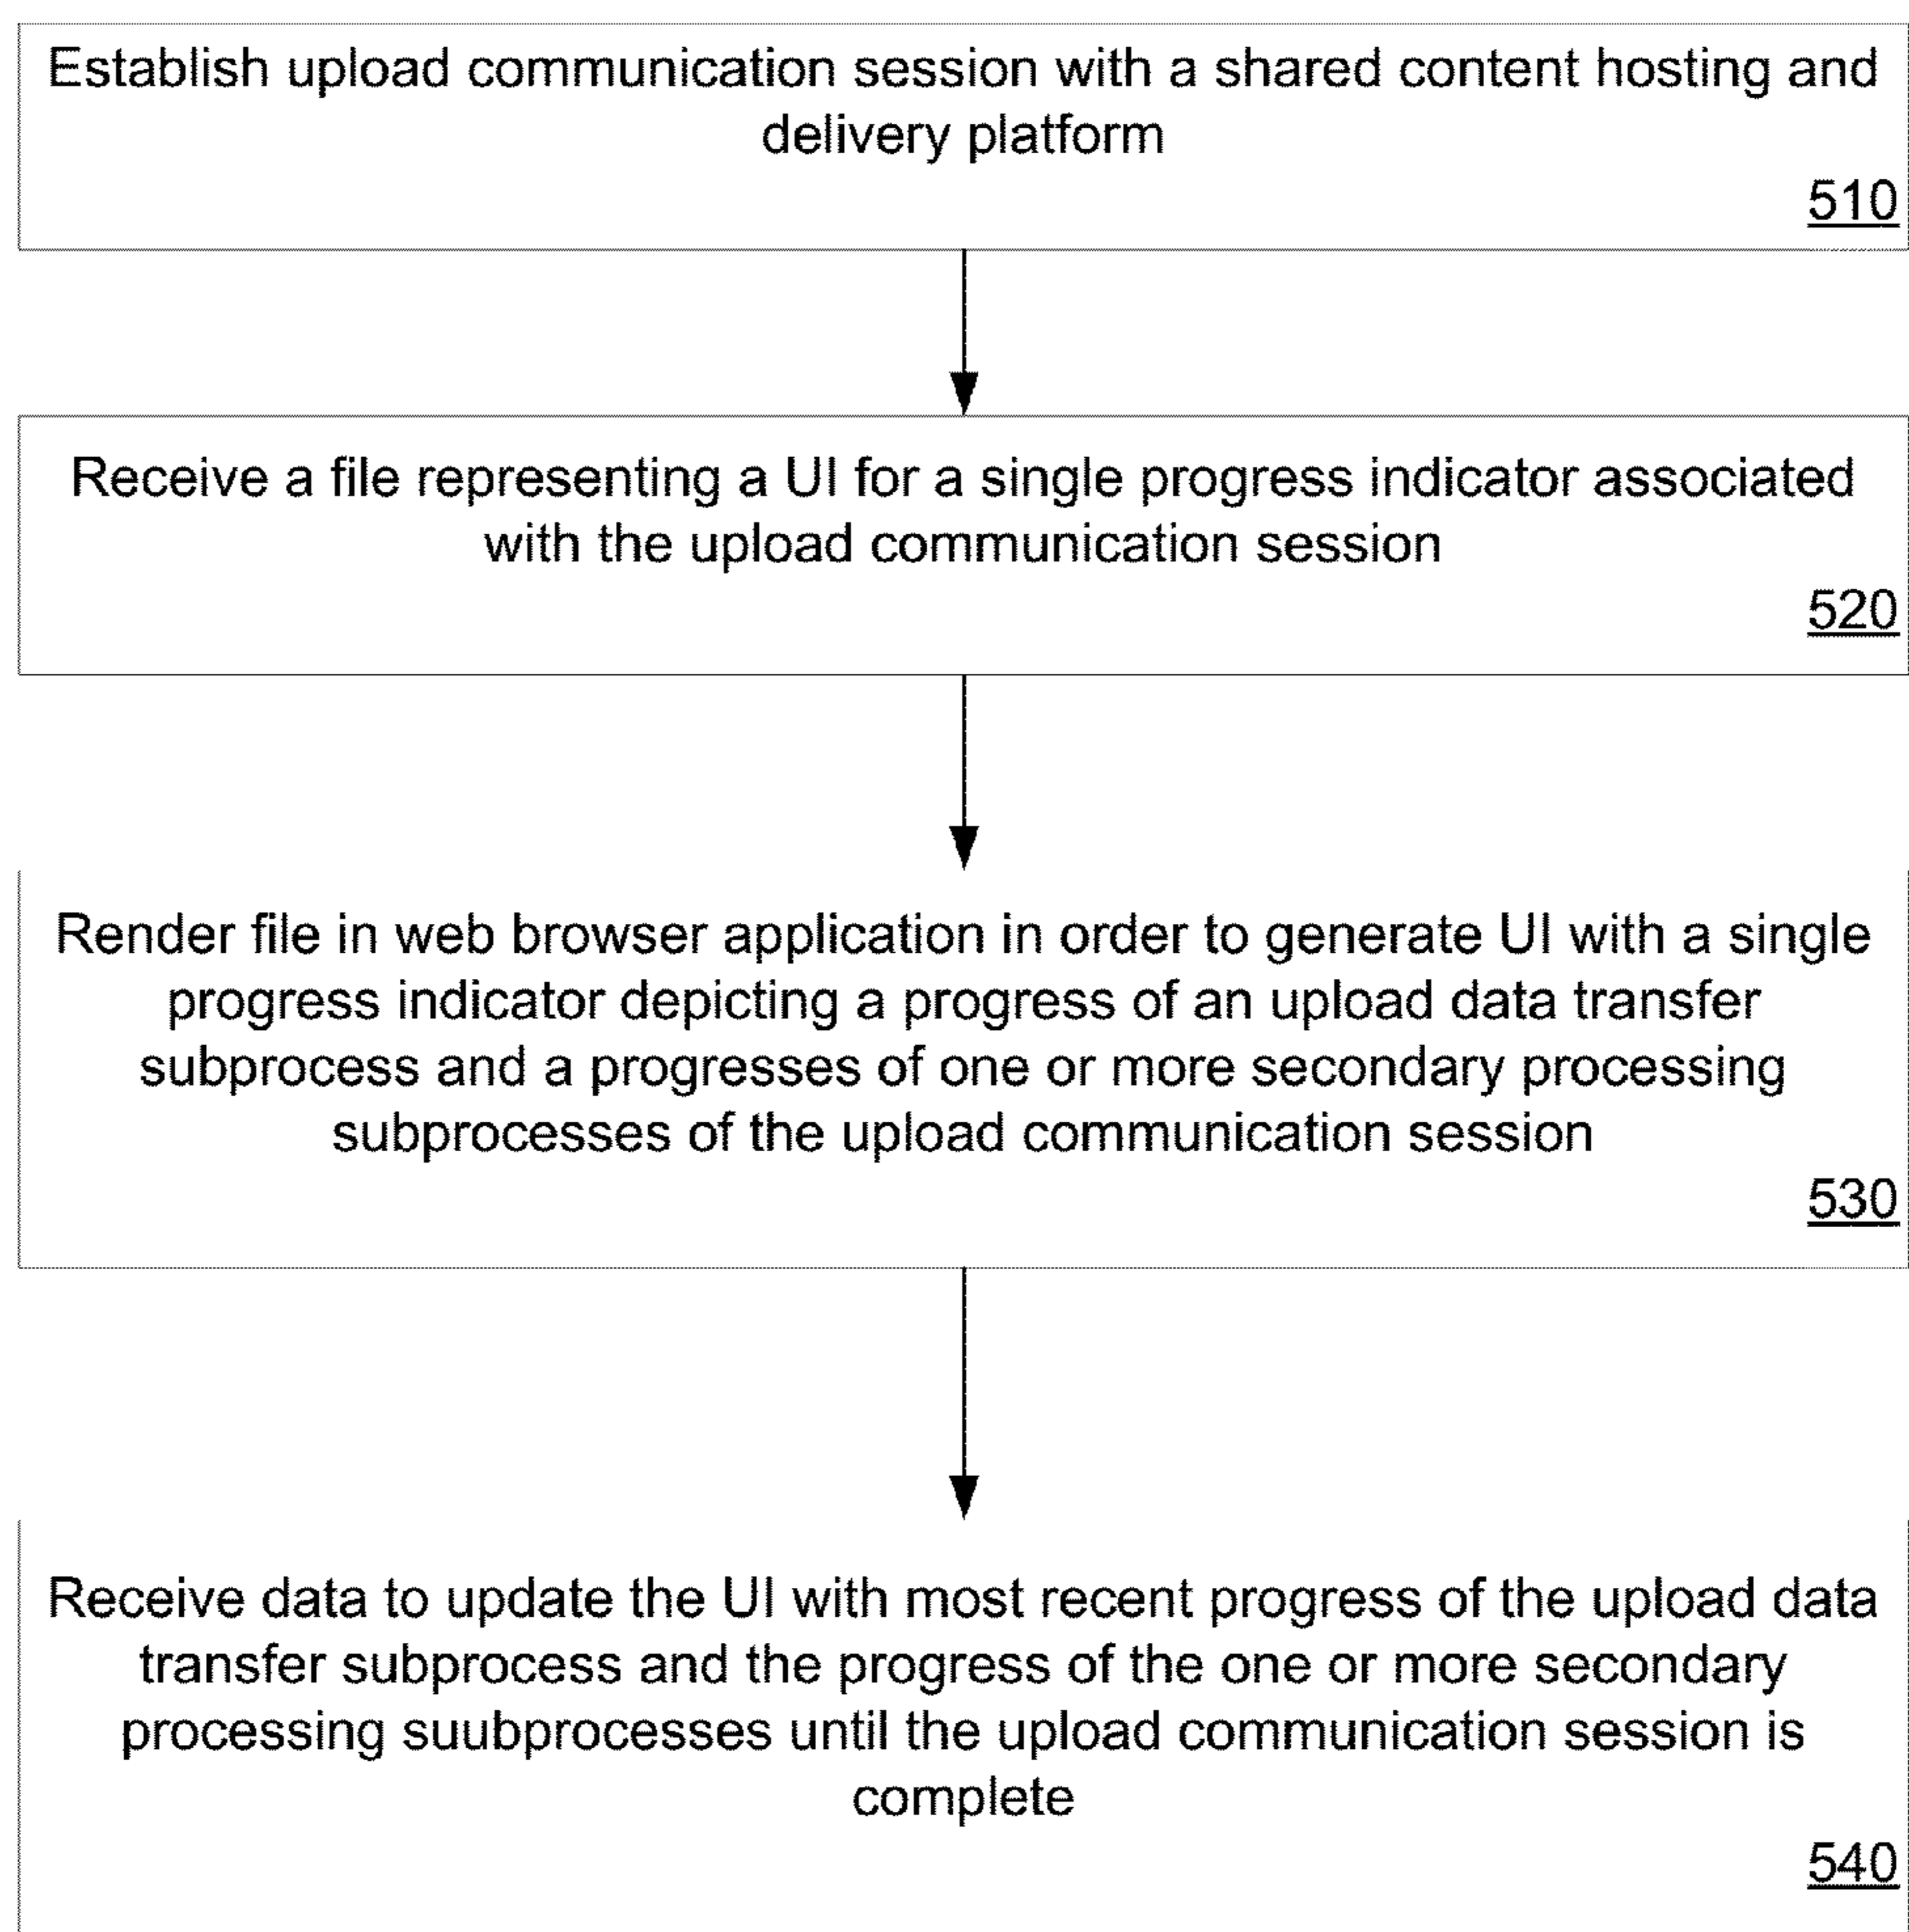 Establish upload communication session with a shared content hosting and
delivery platform
510
Receive a file representing a UI for a single progress indicator associated
with the upload communication session
520
Render file in web browser application in order to generate UI with a single
progress indicator depicting a progress of an upload data transfer
subprocess and a progresses of one or more secondary processing
subprocesses of the upload communication session
530
Receive data to update the UI with most recent progress of the upload data
transfer subprocess and the progress of the one or more secondary
processing suubprocesses until the upload communication session is
complete
540